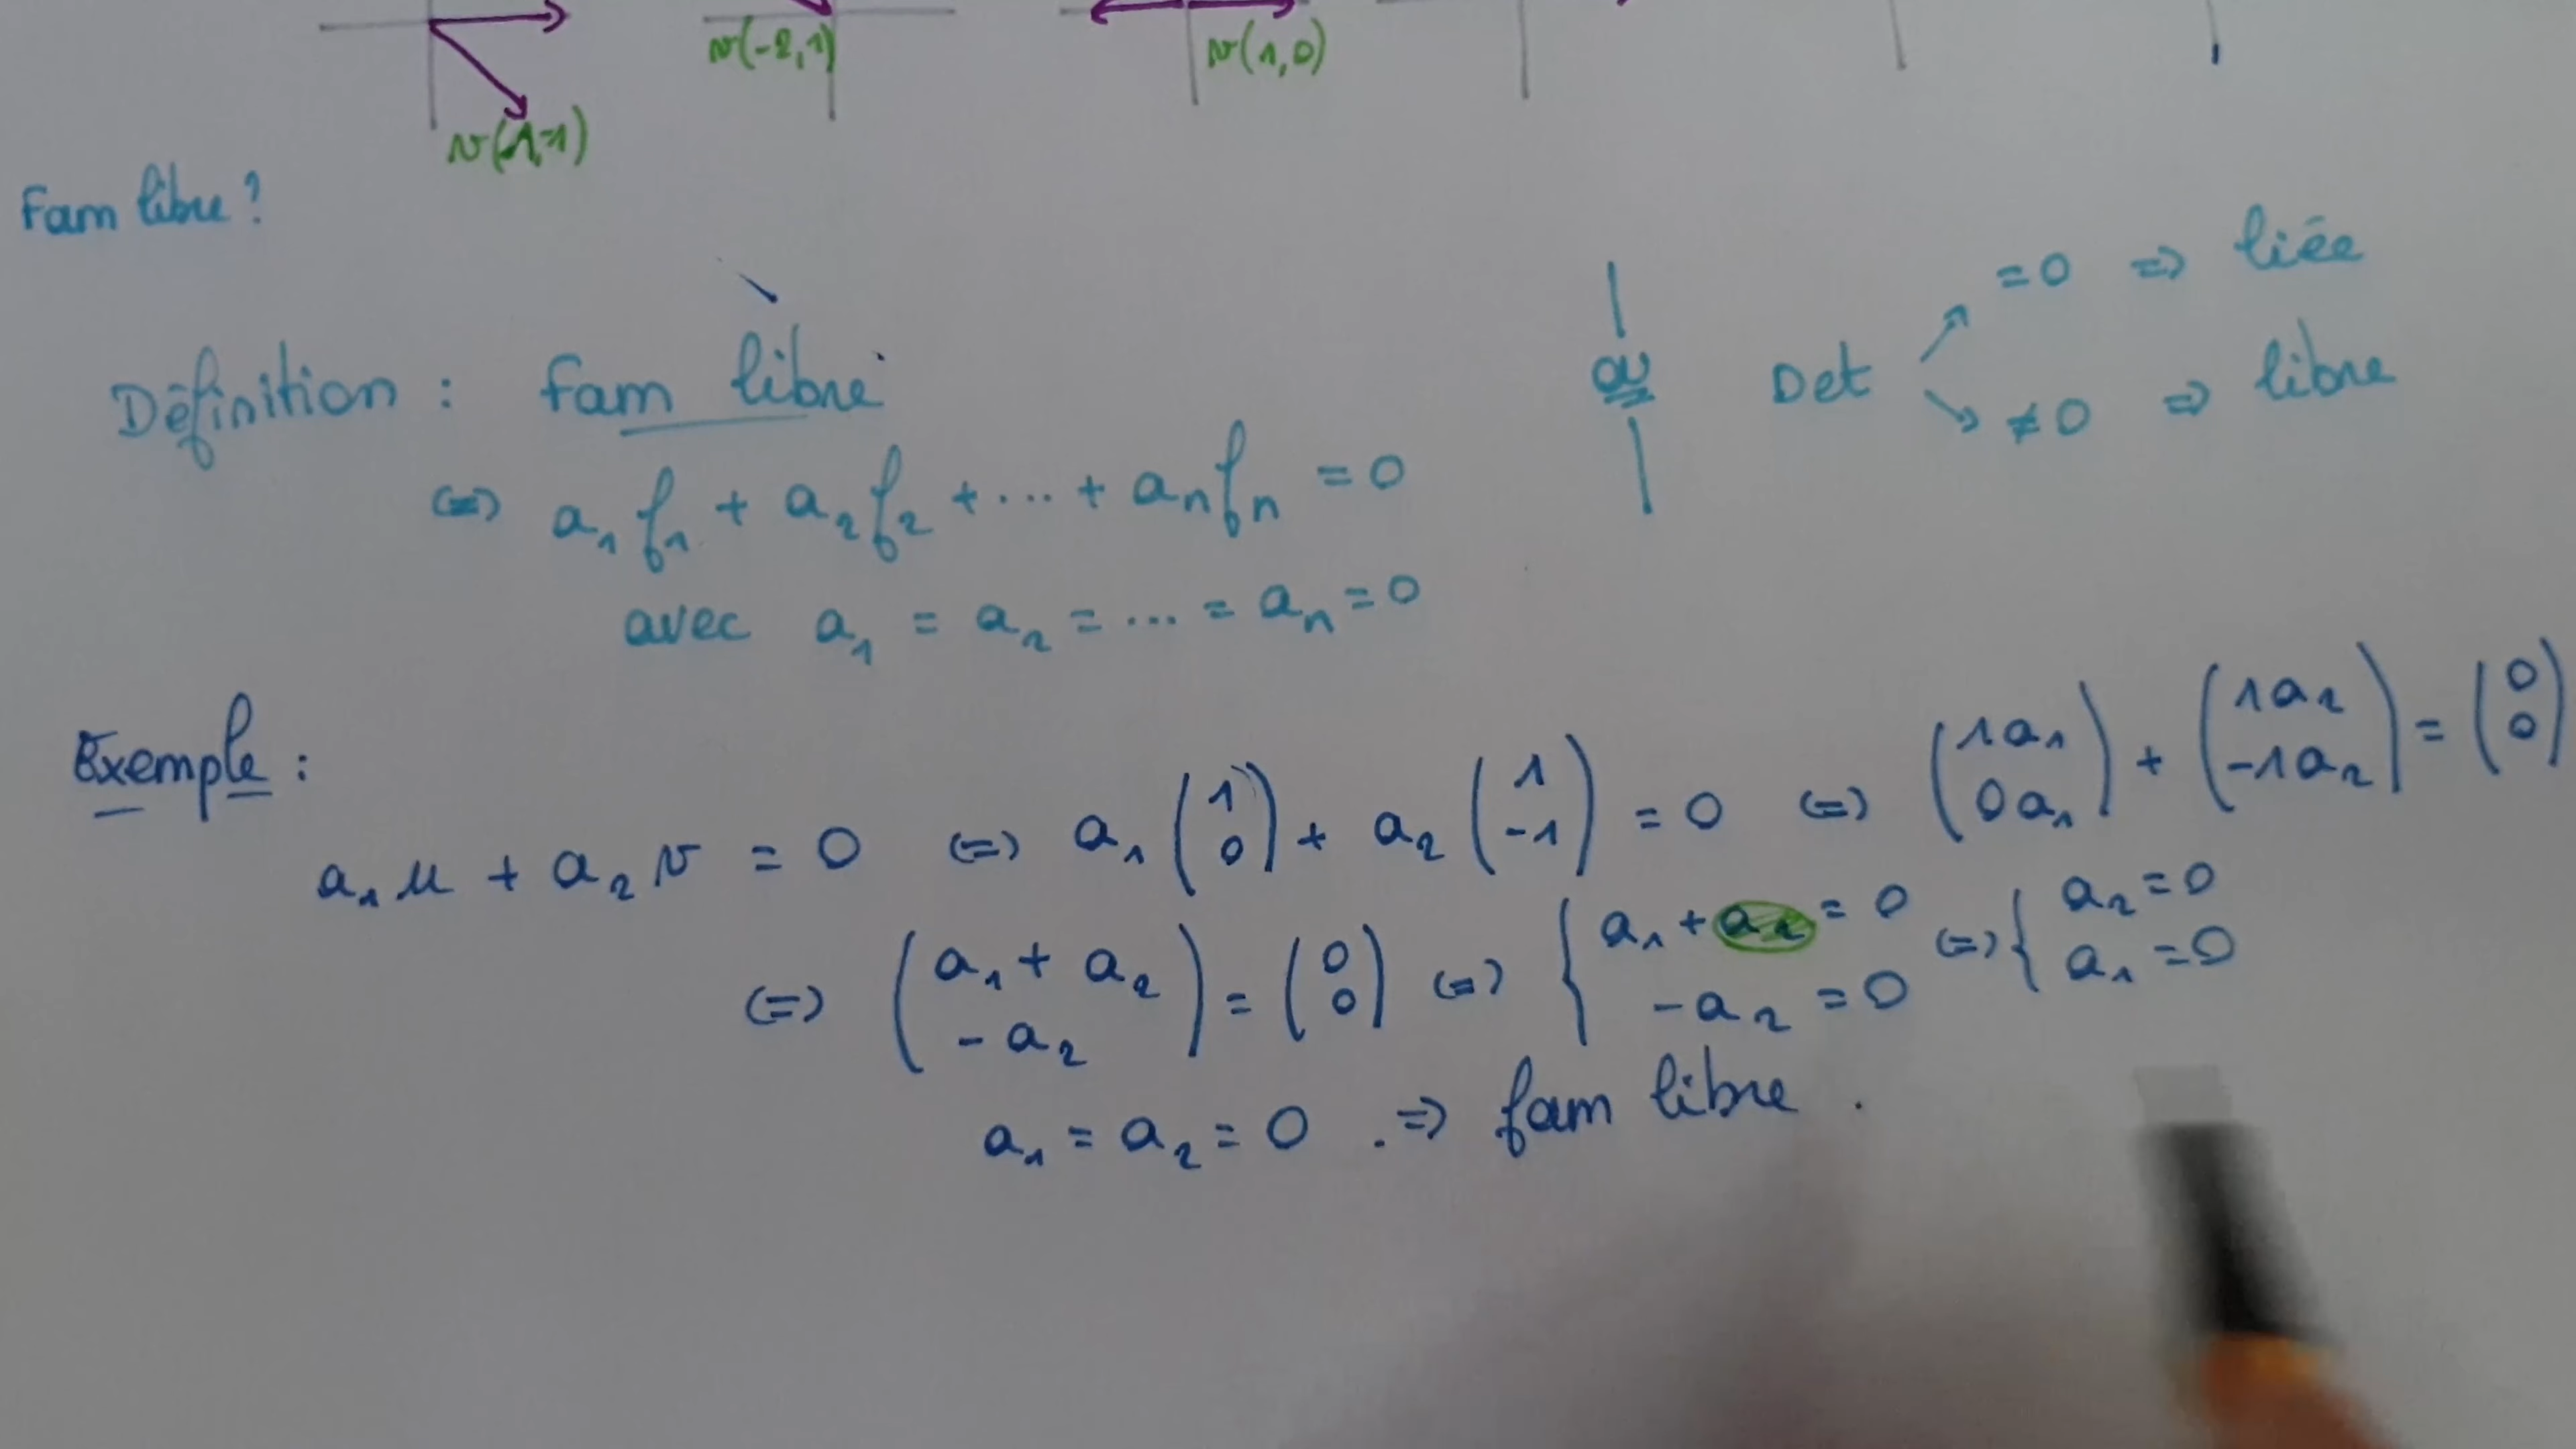 v(-2,1)
v(1,0)
v(1,-1)
Fam libre ?
Définition : Fam libre
<=> a₁f₁ + a₂f₂ + ... + aₙfₙ = 0
avec a₁ = a₂ = ... = aₙ = 0
ou
Det
= 0 => liée
≠ 0 => libre
Exemple :
a₁u + a₂v = 0 <=> a₁ (1 0) + a₂ (1 -1) = 0 <=> (1a₁ 0a₁) + (1a₂ -1a₂) = (0 0)
<=> (a₁ + a₂ -a₂) = (0 0) <=> { a₁ + a₂ = 0 -a₂ = 0 <=> { a₂ = 0 a₁ = 0
a₁ = a₂ = 0 . => fam libre .